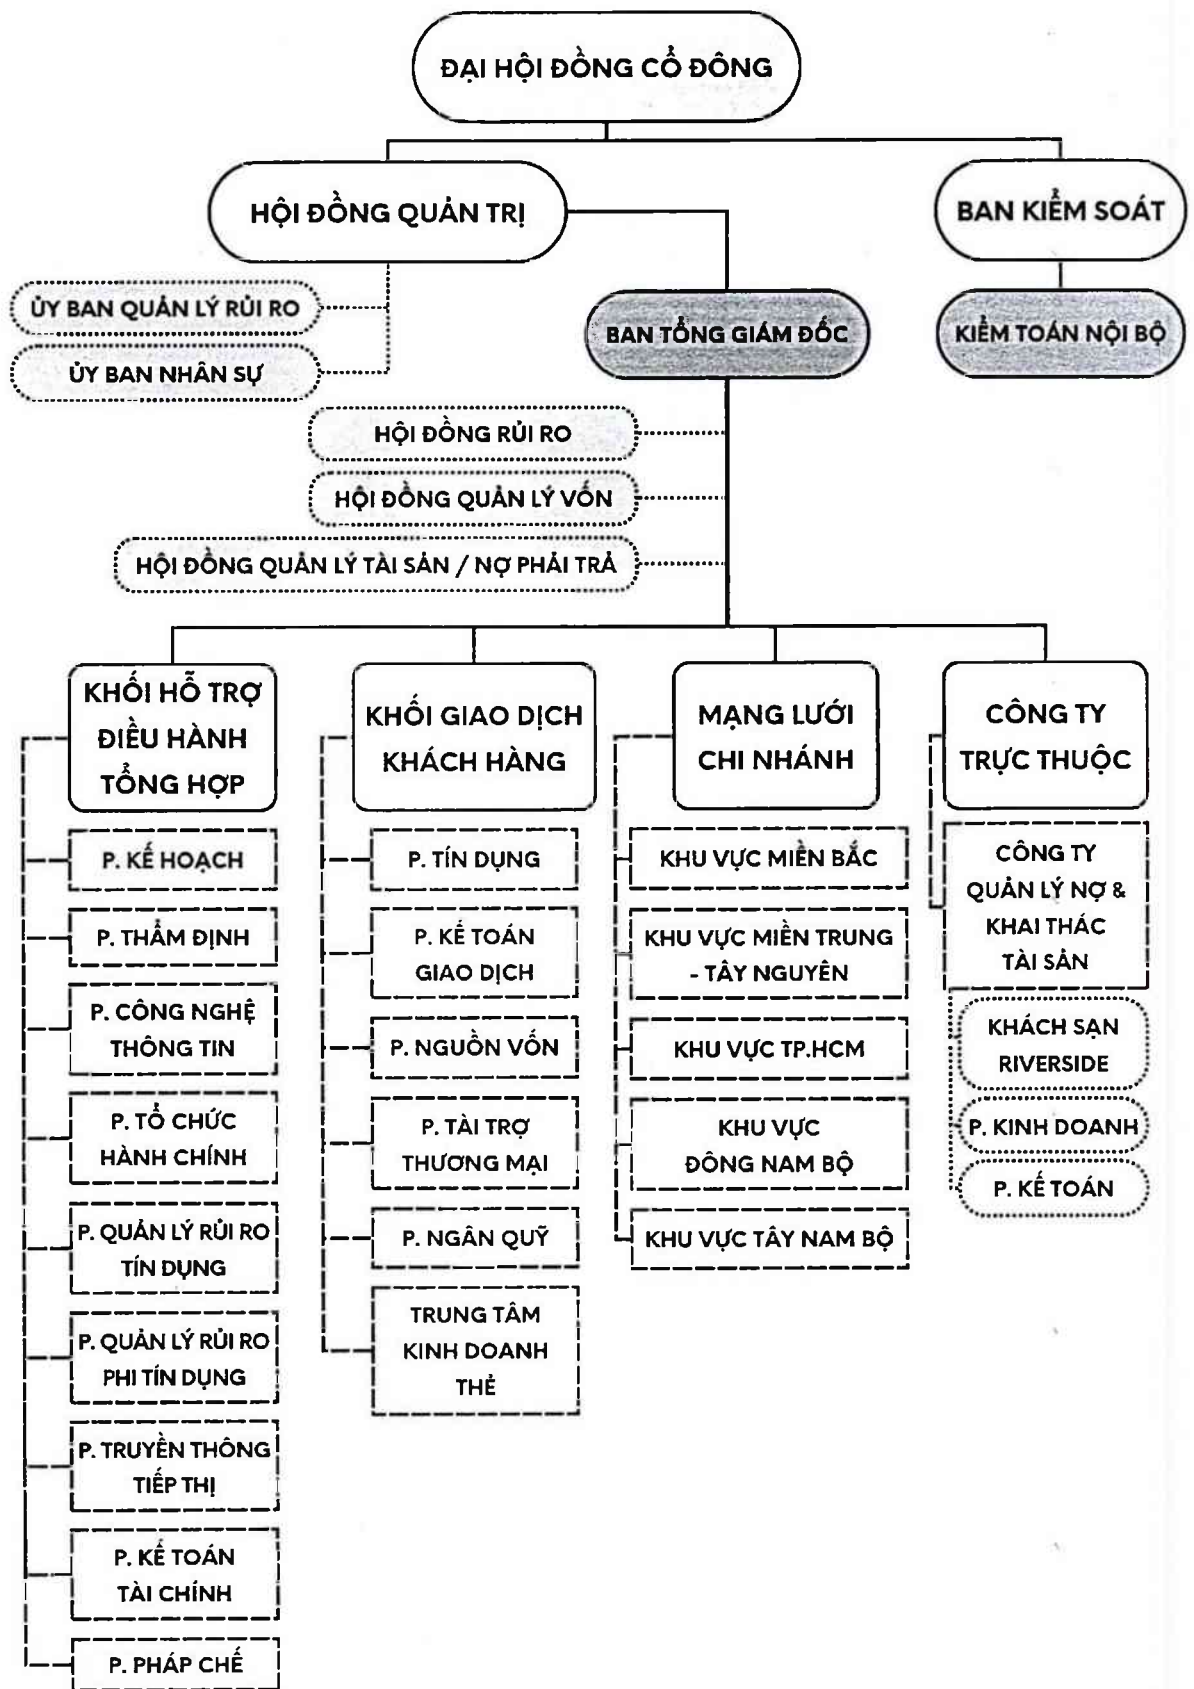 ĐẠI HỘI ĐỒNG CỔ ĐÔNG
HỘI ĐỒNG QUẢN TRỊ
BAN KIỂM SOÁT
ỦY BAN QUẢN LÝ RỦI RO
ỦY BAN NHÂN SỰ
BAN TỔNG GIÁM ĐỐC
KIỂM TOÁN NỘI BỘ
HỘI ĐỒNG RỦI RO
HỘI ĐỒNG QUẢN LÝ VỐN
HỘI ĐỒNG QUẢN LÝ TÀI SẢN / NỢ PHẢI TRẢ
KHỐI HỖ TRỢ
ĐIỀU HÀNH
TỔNG HỢP
P. KẾ HOẠCH
P. THẨM ĐỊNH
P. CÔNG NGHỆ
THÔNG TIN
P. TỔ CHỨC
HÀNH CHÍNH
P. QUẢN LÝ RỦI RO
TÍN DỤNG
P. QUẢN LÝ RỦI RO
PHI TÍN DỤNG
P. TRUYỀN THÔNG
TIẾP THỊ
P. KẾ TOÁN
TÀI CHÍNH
P. PHÁP CHẾ
KHỐI GIAO DỊCH
KHÁCH HÀNG
P. TÍN DỤNG
P. KẾ TOÁN
GIAO DỊCH
P. NGUỒN VỐN
P. TÀI TRỢ
THƯƠNG MẠI
P. NGÂN QUỸ
TRUNG TÂM
KINH DOANH
THẺ
MẠNG LƯỚI
CHI NHÁNH
KHU VỰC MIỀN BẮC
KHU VỰC MIỀN TRUNG
- TÂY NGUYÊN
KHU VỰC TP.HCM
KHU VỰC
ĐÔNG NAM BỘ
KHU VỰC TÂY NAM BỘ
CÔNG TY
TRỰC THUỘC
CÔNG TY
QUẢN LÝ NỢ &
KHAI THÁC
TÀI SẢN
KHÁCH SẠN
RIVERSIDE
P. KINH DOANH
P. KẾ TOÁN